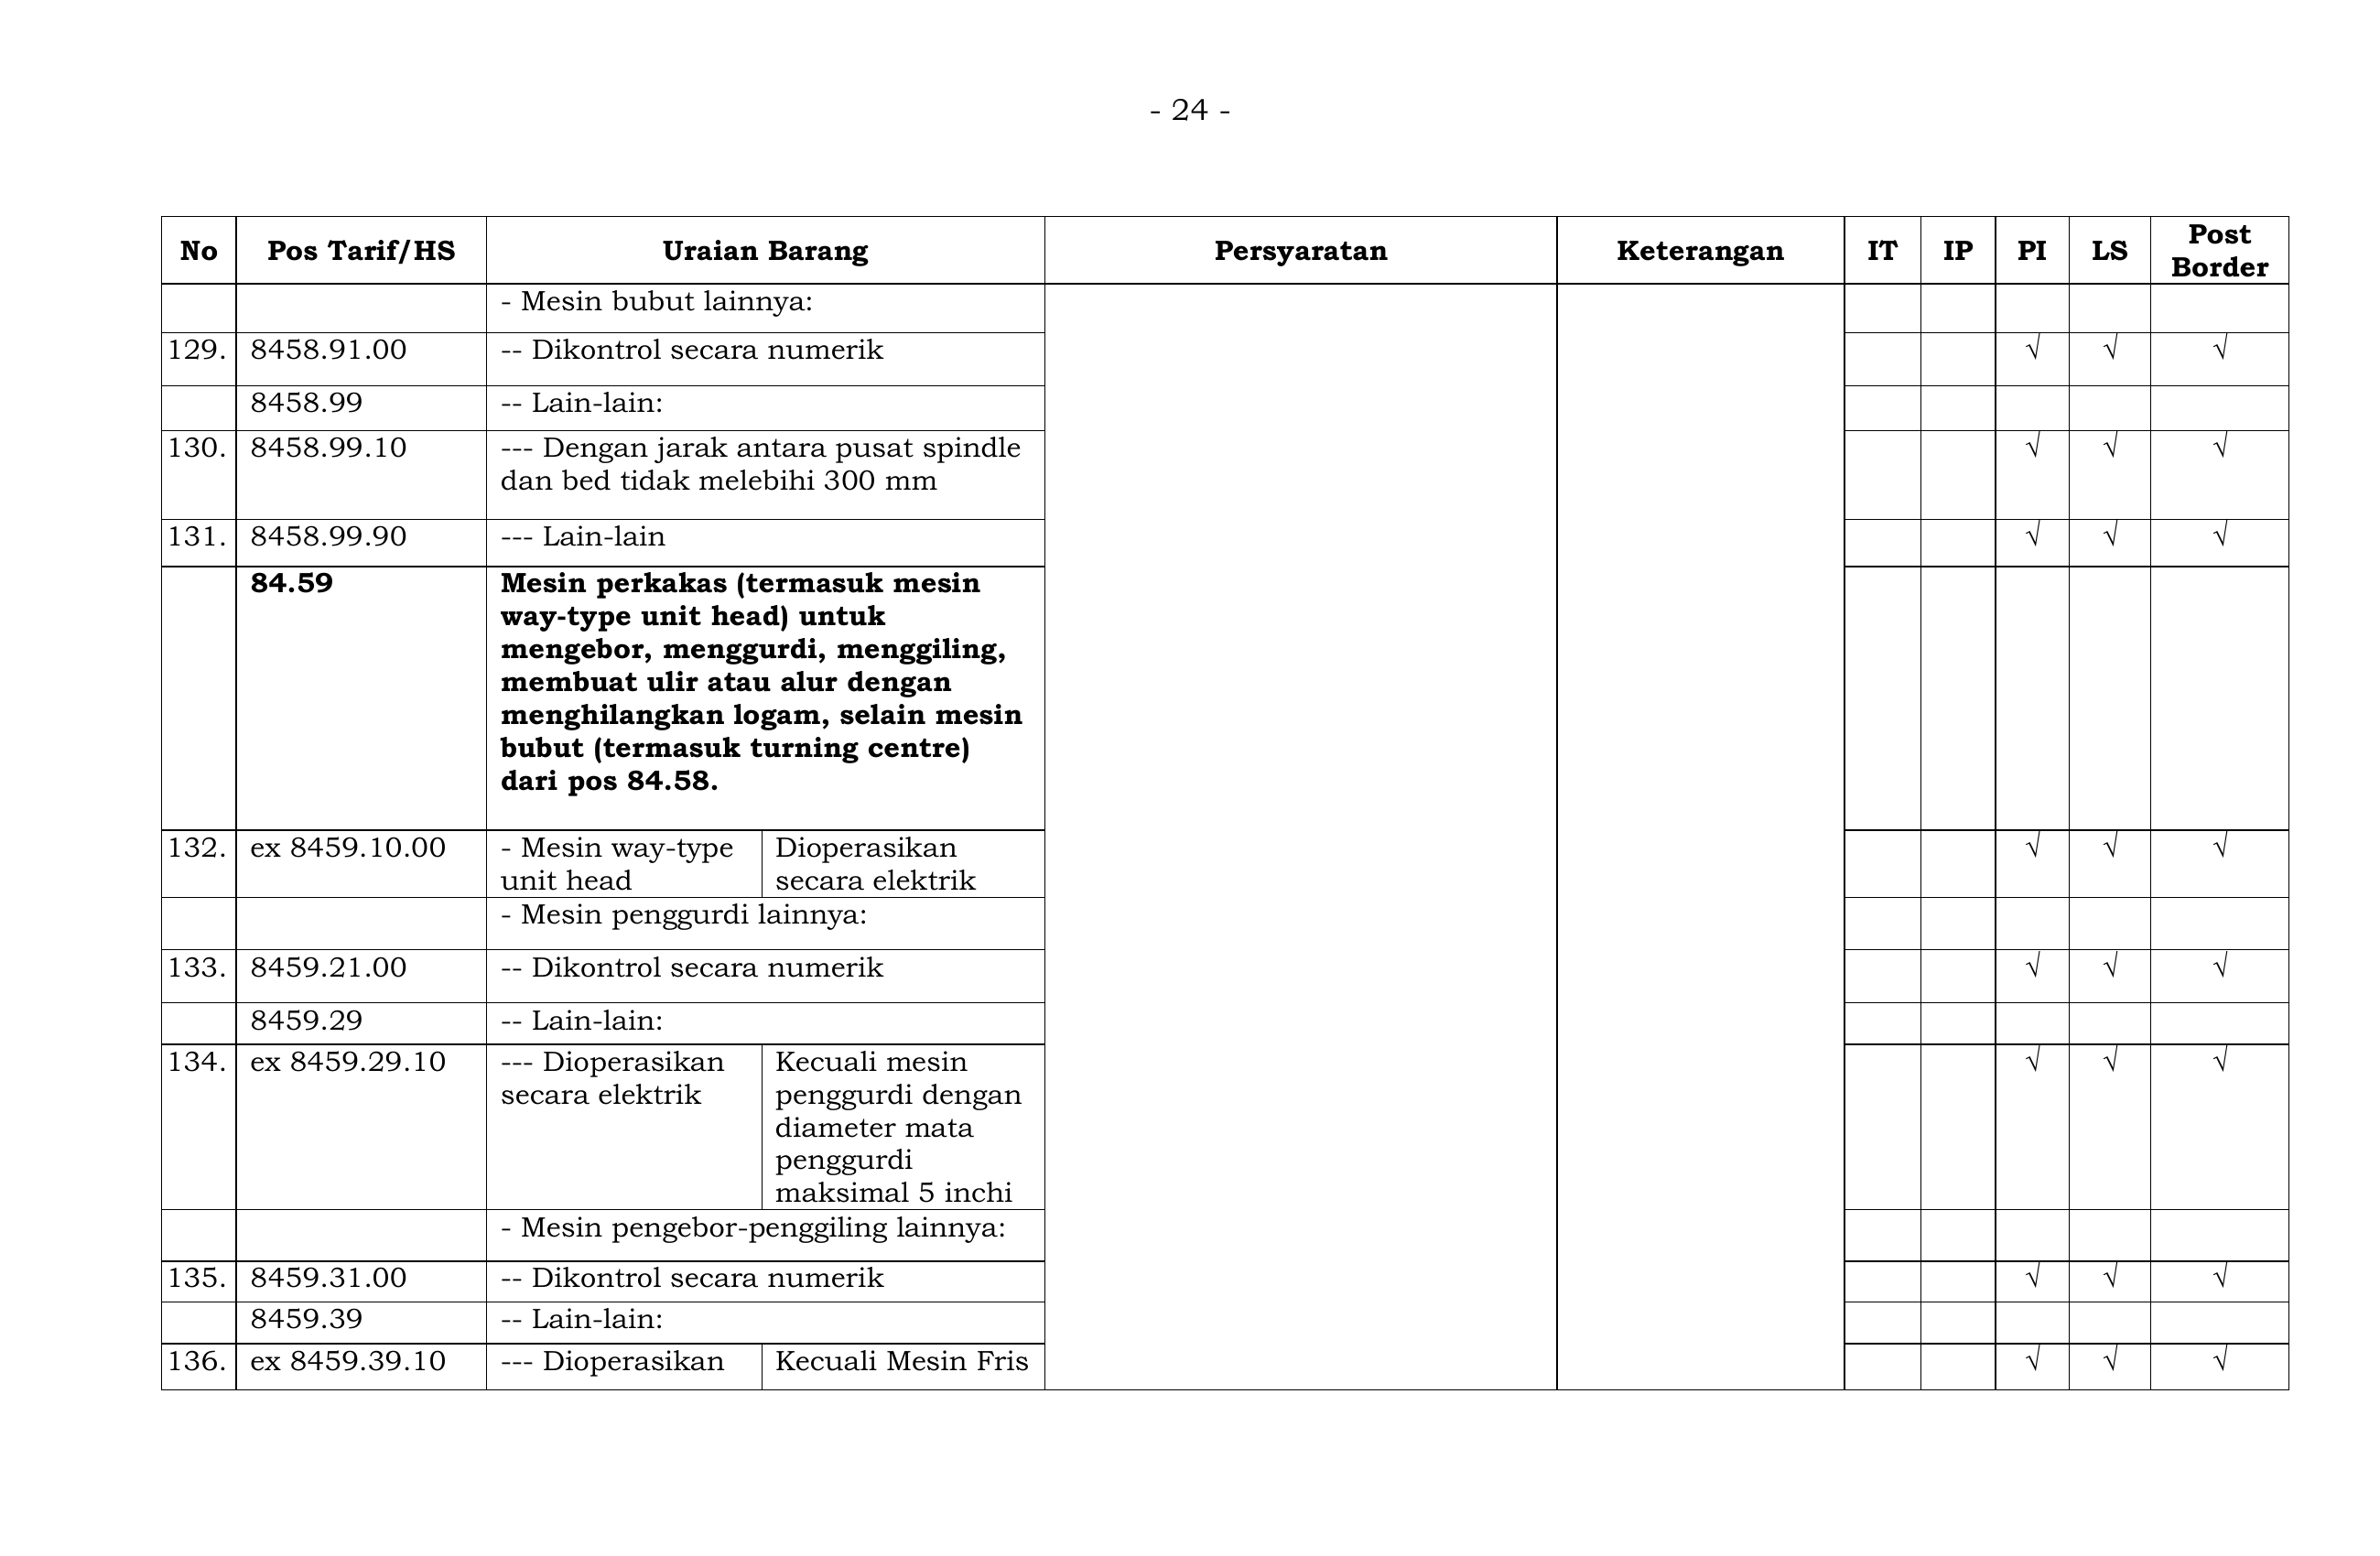 - 24 -
No Pos Tarif/HS Uraian Barang Persyaratan Keterangan IT IP PI LS Post Border
- Mesin bubut lainnya:
129. 8458.91.00 -- Dikontrol secara numerik √ √ √
8458.99 -- Lain-lain:
130. 8458.99.10 --- Dengan jarak antara pusat spindle √ √ √
dan bed tidak melebihi 300 mm
131. 8458.99.90 --- Lain-lain √ √ √
84.59 Mesin perkakas (termasuk mesin
way-type unit head) untuk
mengebor, menggurdi, menggiling,
membuat ulir atau alur dengan
menghilangkan logam, selain mesin
bubut (termasuk turning centre)
dari pos 84.58.
132. ex 8459.10.00 - Mesin way-type Dioperasikan √ √ √
unit head secara elektrik
- Mesin penggurdi lainnya:
133. 8459.21.00 -- Dikontrol secara numerik √ √ √
8459.29 -- Lain-lain:
134. ex 8459.29.10 --- Dioperasikan Kecuali mesin √ √ √
secara elektrik penggurdi dengan
diameter mata
penggurdi
maksimal 5 inchi
- Mesin pengebor-penggiling lainnya:
135. 8459.31.00 -- Dikontrol secara numerik √ √ √
8459.39 -- Lain-lain:
136. ex 8459.39.10 --- Dioperasikan Kecuali Mesin Fris √ √ √